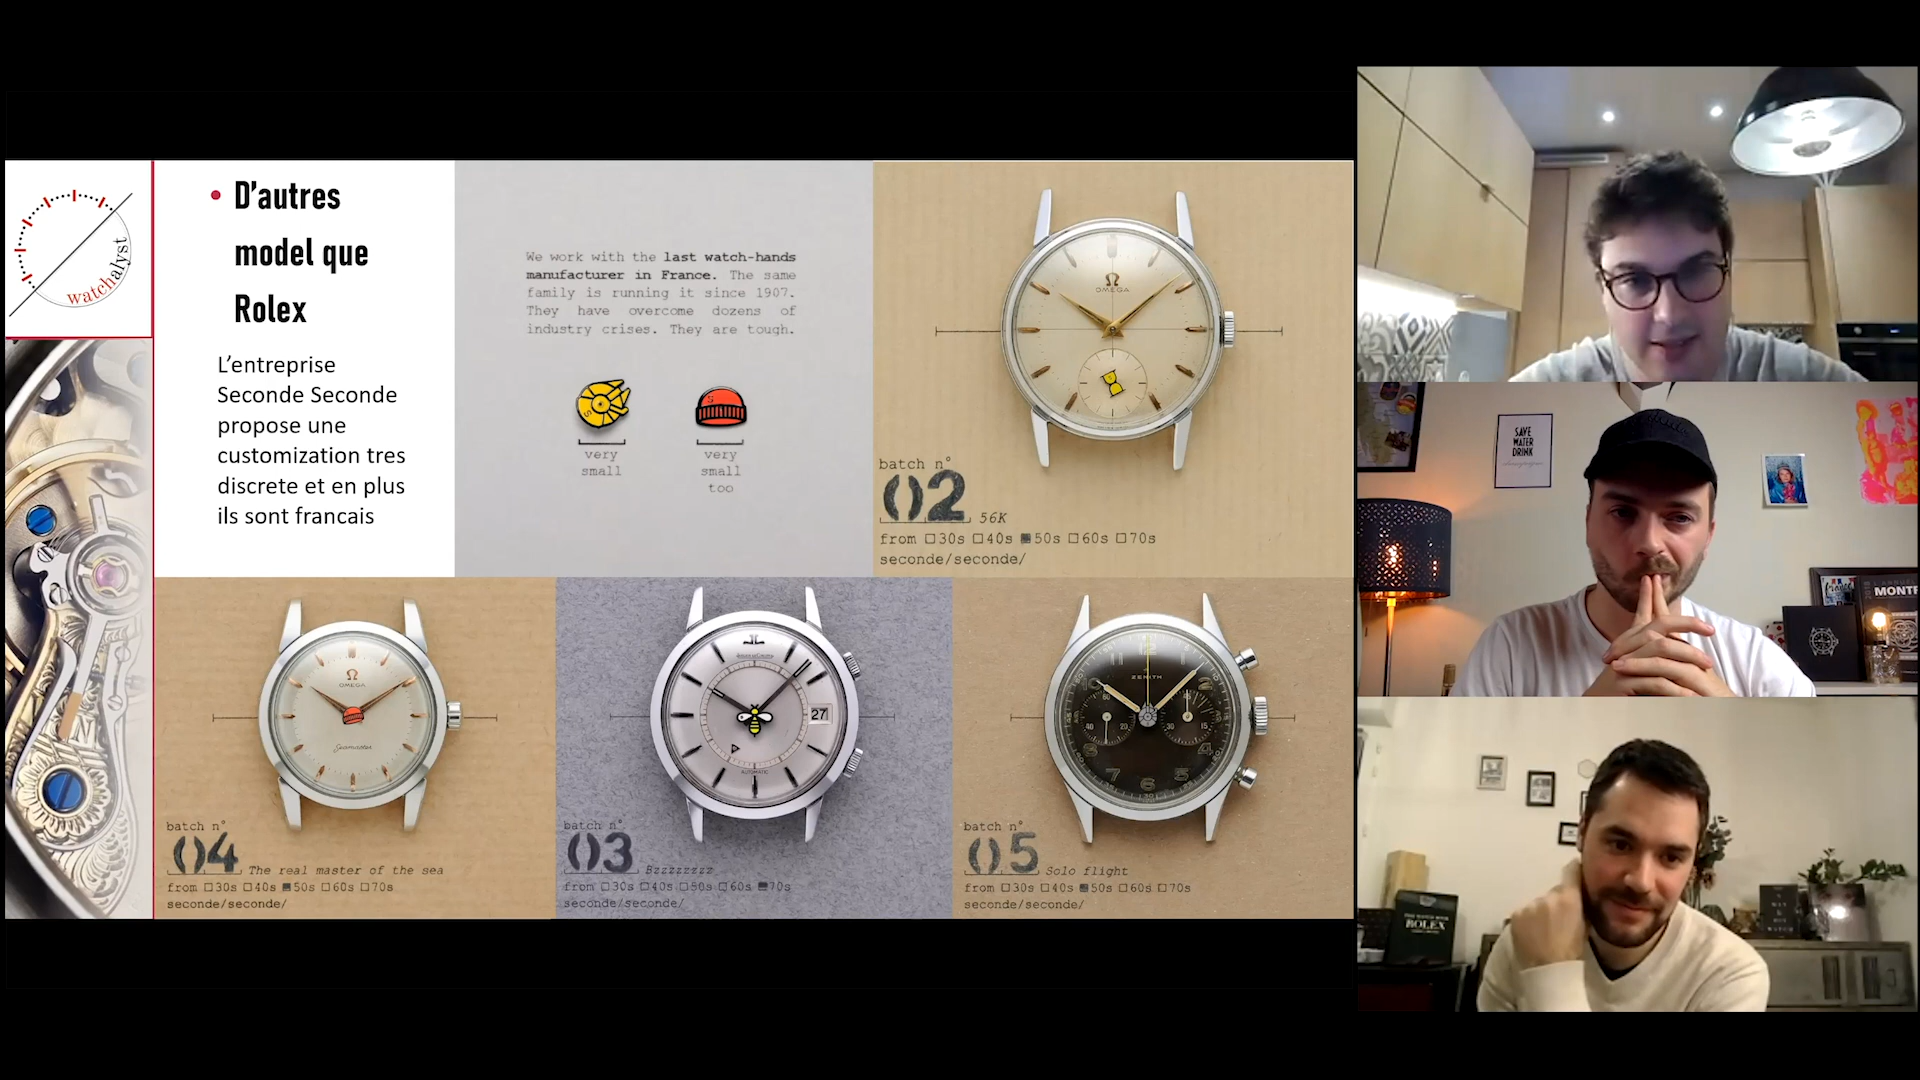 watchalyst
• D'autres
model que
Rolex
L'entreprise
Seconde Seconde
propose une
customization tres
discrete et en plus
ils sont francais
We work with the last watch-hands
manufacturer in France. The same
family is running it since 1907.
They have overcome dozens of
industry crises. They are tough.
very
small
very
small
too
Ω
OMEGA
batch n°
02 56K
from □30s □40s ■50s □60s □70s
seconde/seconde/
Ω
OMEGA
Seamaster
batch n°
04 The real master of the sea
from □30s □40s ■50s □60s □70s
seconde/seconde/
27
AUTOMATIC
batch n°
03 Bzzzzzzzz
from □30s □40s □50s □60s ■70s
seconde/seconde/
ZENITH
batch n°
05 Solo flight
from □30s □40s ■50s □60s □70s
seconde/seconde/
SAVE
WATER
DRINK
France
MONTR
ROLEX